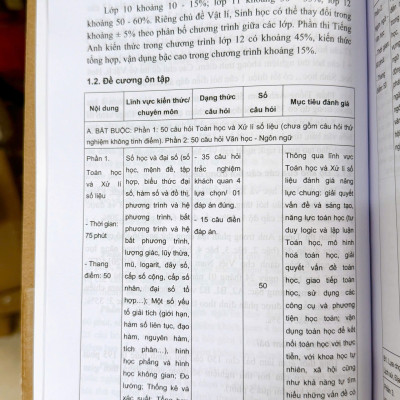 Lớp 10 khoảng 10 - 15%; lớp 11 khoảng 30%, lớp 12
khoảng 50 - 60%. Riêng chủ đề Vật lí, Sinh học có thể thay đổi trong
khoảng ± 5% theo phân bổ chương trình giữa các lớp. Phần thi Tiếng
Anh kiến thức trong chương trình lớp 12 có khoảng 45%, kiến thức
tổng hợp, vận dụng bậc cao trong chương trình khoảng 15%.
1.2. Đề cương ôn tập
Nội dung
Lĩnh vực kiến thức/
chuyên môn
Dạng thức
câu hỏi
Số
câu hỏi
Mục tiêu đánh giá
A. BẮT BUỘC: Phần 1: 50 câu hỏi Toán học và Xử lí số liệu (chưa gồm câu hỏi thử
nghiệm không tính điểm). Phần 2: 50 câu hỏi Văn học - Ngôn ngữ
Phần 1.
Toán học
và Xử lí
số liệu
- Thời gian:
75 phút
- Thang
điểm: 50
Số học và đại số (số
học, mệnh đề, tập
hợp, biểu thức đại
số, hàm số và đồ thị,
phương trình và hệ
phương trình, bất
phương trình và hệ
bất phương trình,
lượng giác, lũy thừa,
mũ, logarit, dãy số,
cấp số cộng, cấp số
nhân, đại số tổ
hợp…); Một số yếu
tố giải tích (giới hạn,
hàm số liên tục, đạo
hàm, nguyên hàm,
tích phân…), hình
học phẳng và hình
học không gian; Đo
lường; Thống kê và
xác suất
- 35 câu hỏi
trắc nghiệm
khách quan 4
lựa chọn/ 01
đáp án đúng.
- 15 câu điền
đáp án.
50
Thông qua lĩnh vực
Toán học và Xử lí số
liệu đánh giá năng
lực chung: giải quyết
vấn đề và sáng tạo,
năng lực toán học (tư
duy logic và lập luận
Toán học, mô hình
hoá toán học, giải
quyết vấn đề toán
học, giao tiếp toán
học, sử dụng các
công cụ và phương
tiện học toán; vận
dụng toán học để kết
nối toán học với thực
tiễn, với khoa học tự
nhiên, xã hội cũng
như khả năng tự tìm
hiểu những vấn đề có